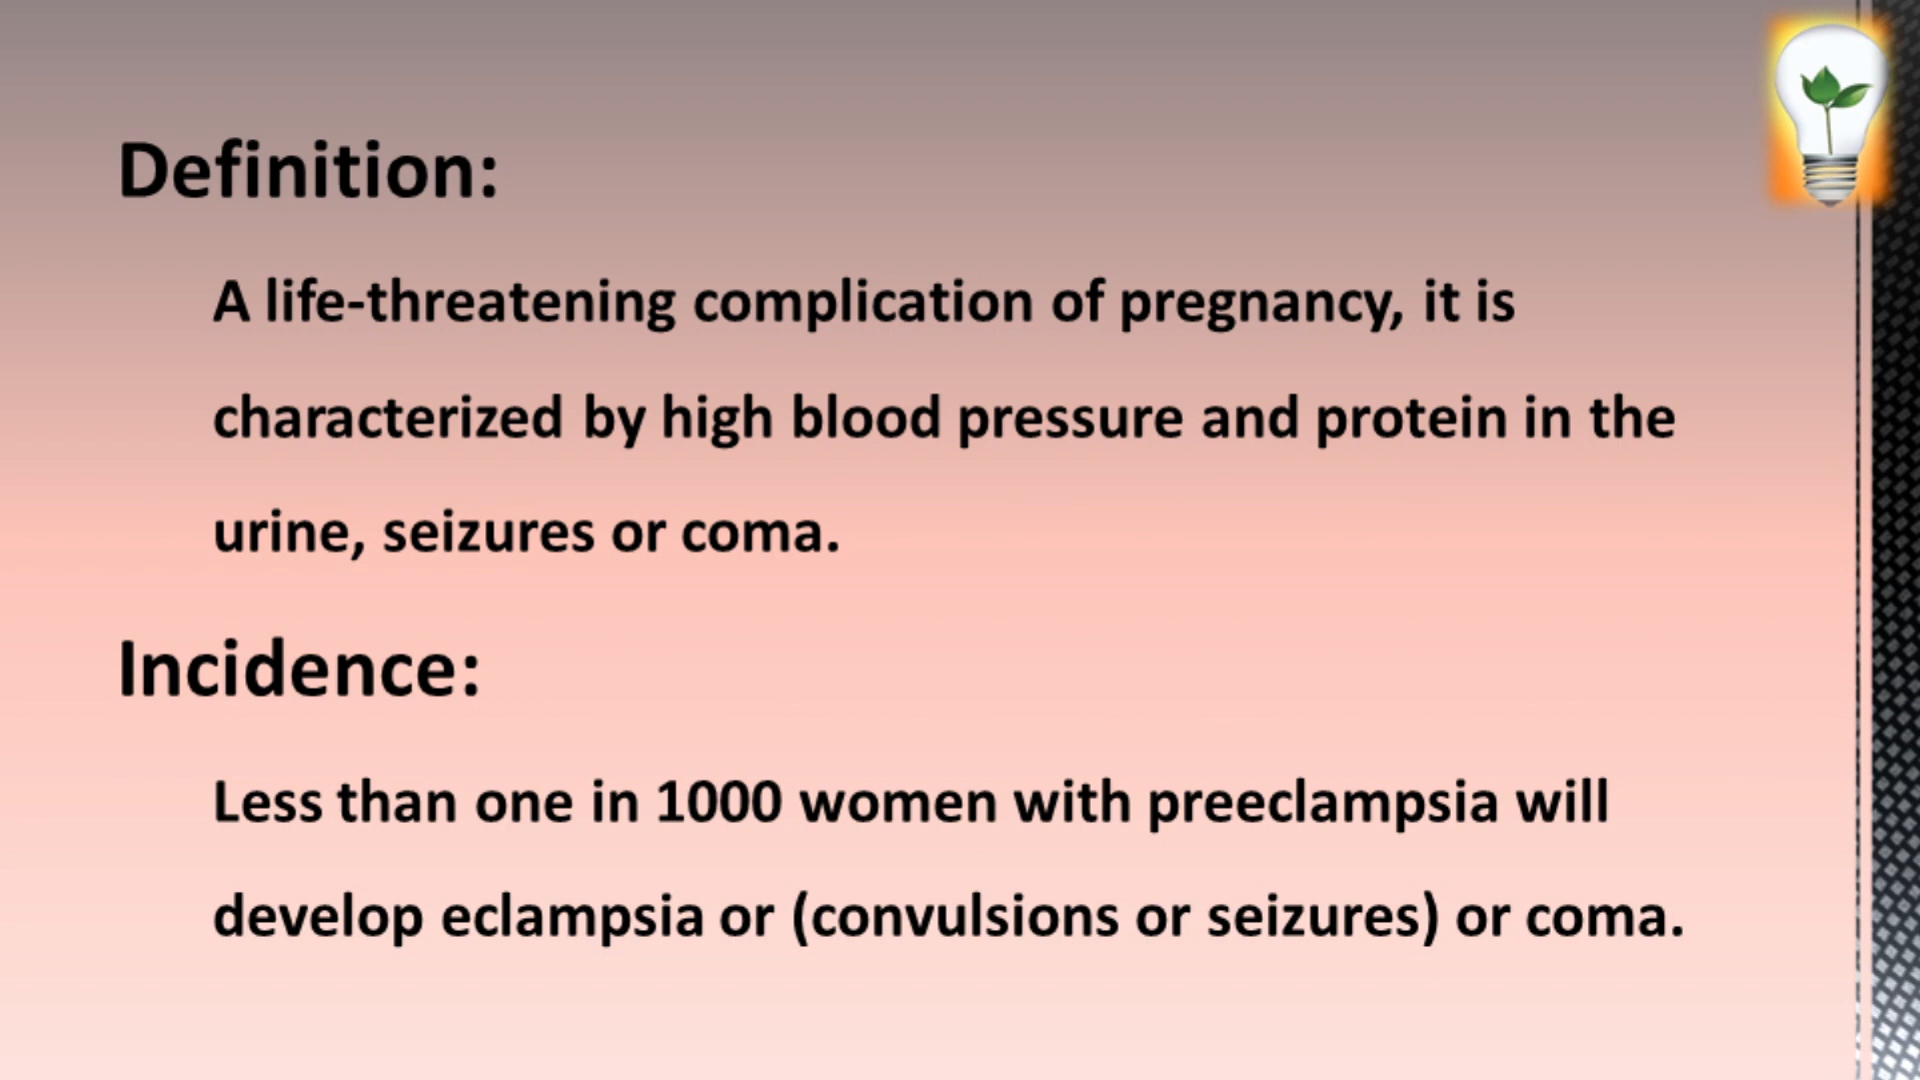 Definition:
A life-threatening complication of pregnancy, it is
characterized by high blood pressure and protein in the
urine, seizures or coma.
Incidence:
Less than one in 1000 women with preeclampsia will
develop eclampsia or (convulsions or seizures) or coma.